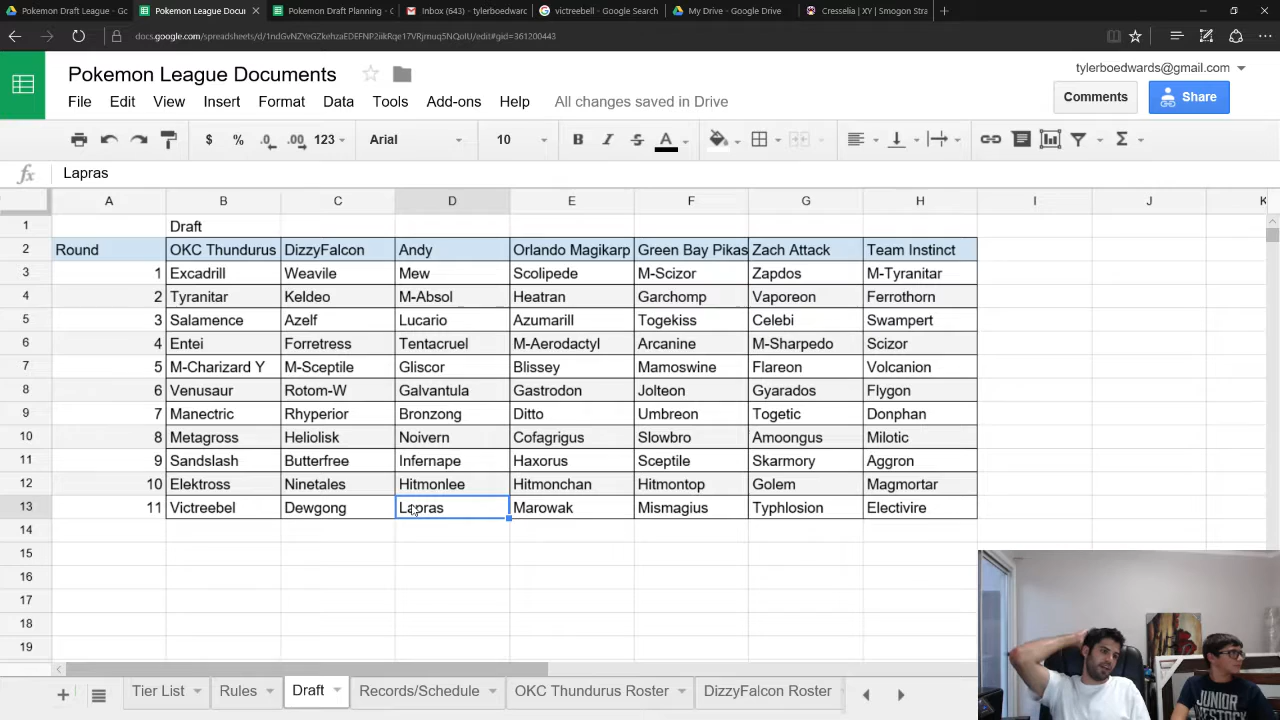 Pokemon Draft League - Go
Pokemon League Docum
Pokemon Draft Planning - G
Inbox (643) - tylerboedward
victreebell - Google Search
My Drive - Google Drive
Cresselia | XY | Smogon Strat
docs.google.com/spreadsheets/d/
Pokemon League Documents
tylerboedwards@gmail.com
File Edit View Insert Format Data Tools Add-ons Help All changes saved in Drive
Comments
Share
$ % .0 .00 123 Arial 10 B I S A Σ
fx Lapras
A B C D E F G H I J K
1 Draft
2 Round OKC Thundurus DizzyFalcon Andy Orlando Magikarp Green Bay Pikas Zach Attack Team Instinct
3 1 Excadrill Weavile Mew Scolipede M-Scizor Zapdos M-Tyranitar
4 2 Tyranitar Keldeo M-Absol Heatran Garchomp Vaporeon Ferrothorn
5 3 Salamence Azelf Lucario Azumarill Togekiss Celebi Swampert
6 4 Entei Forretress Tentacruel M-Aerodactyl Arcanine M-Sharpedo Scizor
7 5 M-Charizard Y M-Sceptile Gliscor Blissey Mamoswine Flareon Volcanion
8 6 Venusaur Rotom-W Galvantula Gastrodon Jolteon Gyarados Flygon
9 7 Manectric Rhyperior Bronzong Ditto Umbreon Togetic Donphan
10 8 Metagross Heliolisk Noivern Cofagrigus Slowbro Amoongus Milotic
11 9 Sandslash Butterfree Infernape Haxorus Sceptile Skarmory Aggron
12 10 Elektross Ninetales Hitmonlee Hitmonchan Hitmontop Golem Magmortar
13 11 Victreebel Dewgong Lapras Marowak Mismagius Typhlosion Electivire
14
15
16
17
18
19
Tier List Rules Draft Records/Schedule OKC Thundurus Roster DizzyFalcon Roster
JUNIOR